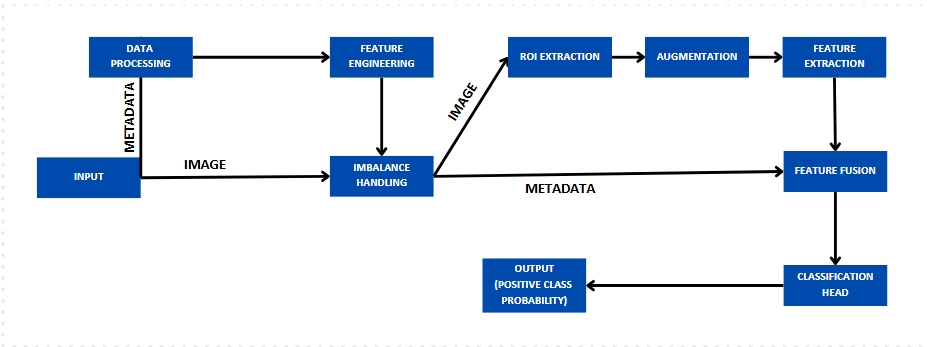 DATA
PROCESSING
FEATURE
ENGINEERING
ROI EXTRACTION
AUGMENTATION
FEATURE
EXTRACTION
METADATA
IMAGE
INPUT
IMAGE
IMBALANCE
HANDLING
METADATA
FEATURE FUSION
OUTPUT
(POSITIVE CLASS
PROBABILITY)
CLASSIFICATION
HEAD